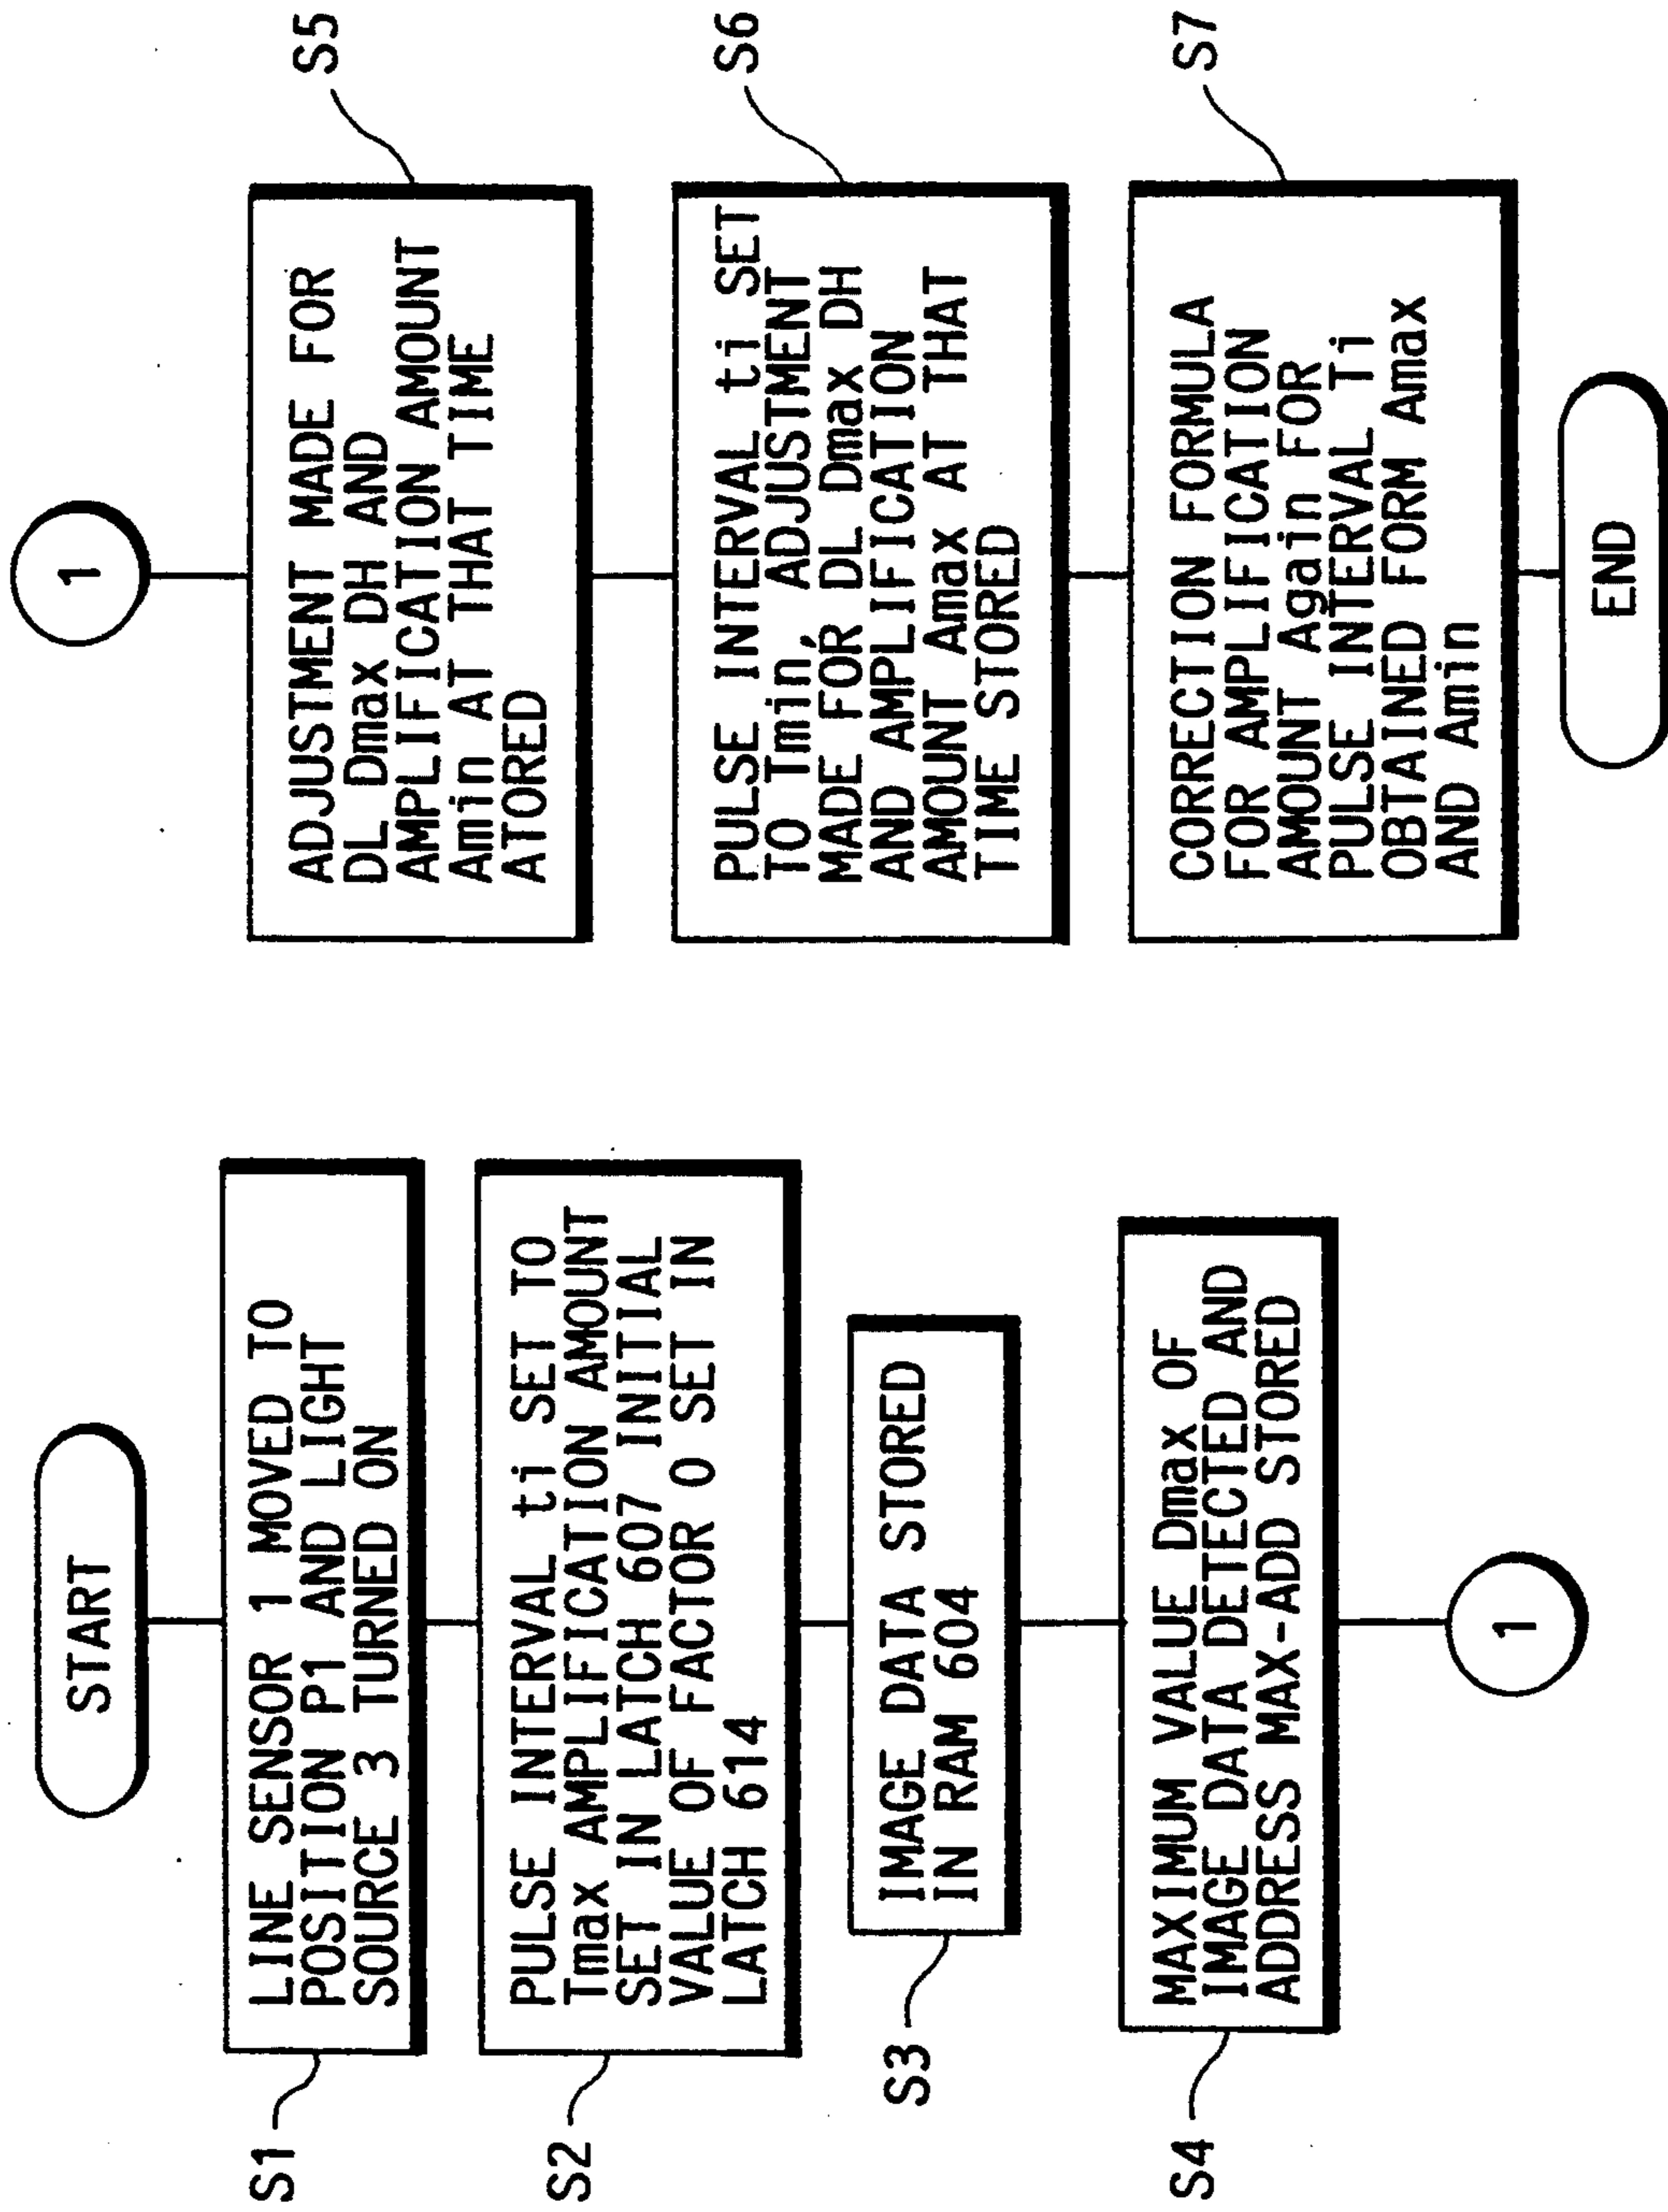 START
S1
LINE SENSOR 1 MOVED TO
POSITION P1 AND LIGHT
SOURCE 3 TURNED ON
S2
PULSE INTERVAL ti SET TO
Tmax AMPLIFICATION AMOUNT
SET IN LATCH 607 INITIAL
VALUE OF FACTOR 0 SET IN
LATCH 614
S3
IMAGE DATA STORED
IN RAM 604
S4
MAXIMUM VALUE Dmax OF
IMAGE DATA DETECTED AND
ADDRESS MAX-ADD STORED
1
1
S5
ADJUSTMENT MADE FOR
DL Dmax DH AND
AMPLIFICATION AMOUNT
Amin AT THAT TIME
ATORED
S6
PULSE INTERVAL ti SET
TO Tmin, ADJUSTMENT
MADE FOR DL Dmax DH
AND AMPLIFICATION
AMOUNT Amax AT THAT
TIME STORED
S7
CORRECTION FORMULA
FOR AMPLIFICATION
AMOUNT Again FOR
PULSE INTERVAL Ti
OBTAINED FORM Amax
AND Amin
END